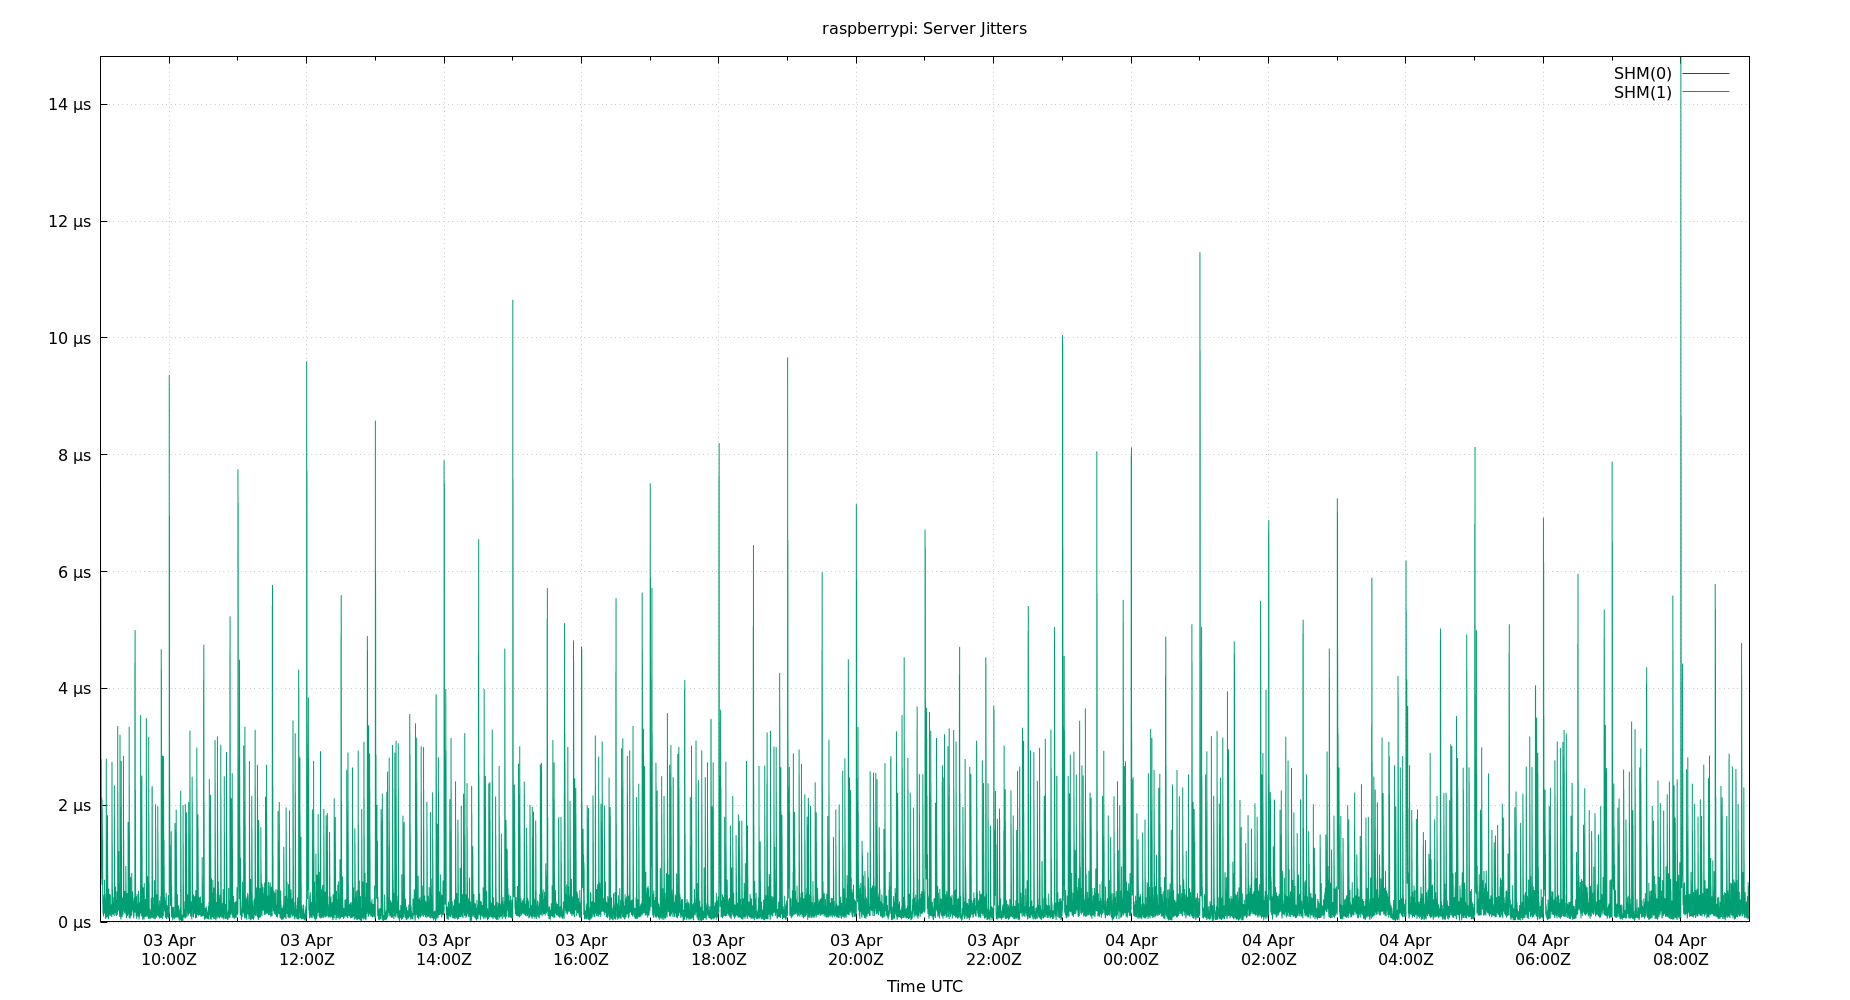 raspberrypi: Server Jitters
SHM(0)
SHM(1)
14 µs
12 µs
10 µs
8 µs
6 µs
4 µs
2 µs
0 µs
03 Apr 03 Apr 03 Apr 03 Apr 03 Apr 03 Apr 03 Apr 04 Apr 04 Apr 04 Apr 04 Apr 04 Apr
10:00Z 12:00Z 14:00Z 16:00Z 18:00Z 20:00Z 22:00Z 00:00Z 02:00Z 04:00Z 06:00Z 08:00Z
Time UTC